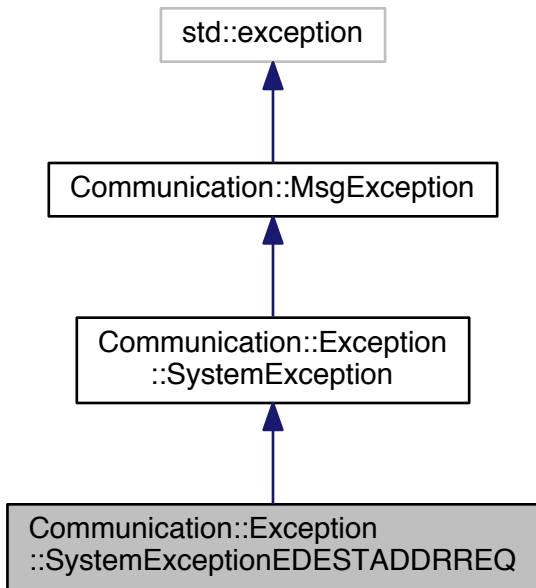 std::exception
Communication::MsgException
Communication::Exception
::SystemException
Communication::Exception
::SystemExceptionEDESTADDRREQ